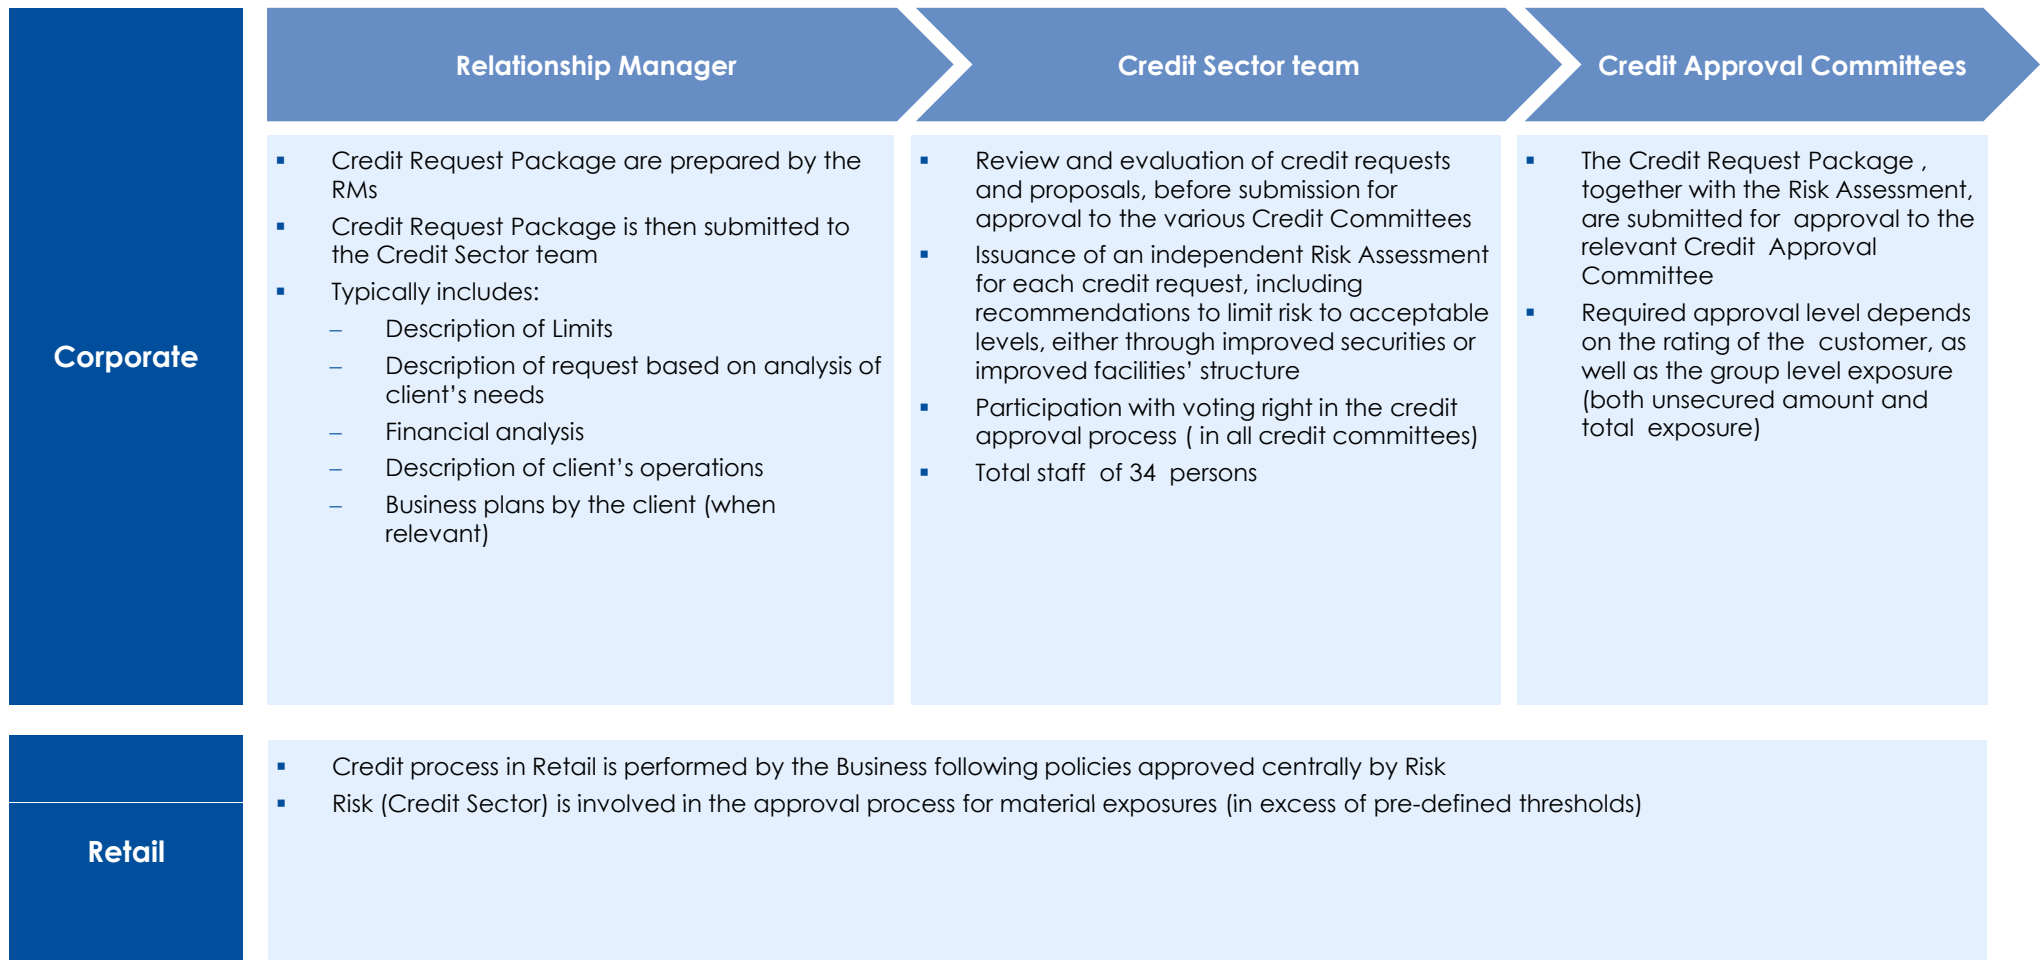 Corporate
Relationship Manager
▪ Credit Request Package are prepared by the
RMs
▪ Credit Request Package is then submitted to
the Credit Sector team
▪ Typically includes:
– Description of Limits
– Description of request based on analysis of
client’s needs
– Financial analysis
– Description of client’s operations
– Business plans by the client (when
relevant)
Credit Sector team
▪ Review and evaluation of credit requests
and proposals, before submission for
approval to the various Credit Committees
▪ Issuance of an independent Risk Assessment
for each credit request, including
recommendations to limit risk to acceptable
levels, either through improved securities or
improved facilities’ structure
▪ Participation with voting right in the credit
approval process ( in all credit committees)
▪ Total staff of 34 persons
Credit Approval Committees
▪ The Credit Request Package ,
together with the Risk Assessment,
are submitted for approval to the
relevant Credit Approval
Committee
▪ Required approval level depends
on the rating of the customer, as
well as the group level exposure
(both unsecured amount and
total exposure)
Retail
▪ Credit process in Retail is performed by the Business following policies approved centrally by Risk
▪ Risk (Credit Sector) is involved in the approval process for material exposures (in excess of pre-defined thresholds)